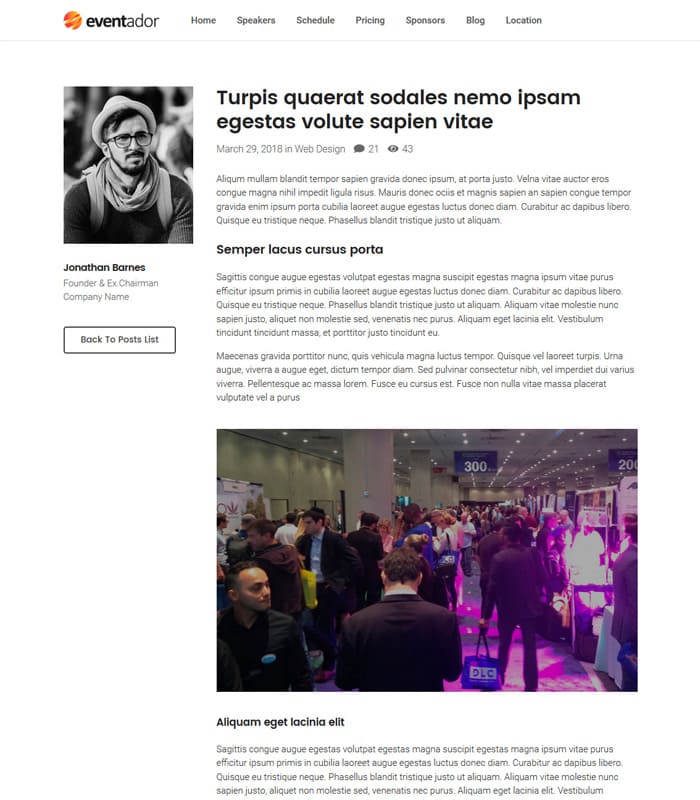 eventador
Home Speakers Schedule Pricing Sponsors Blog Location
Jonathan Barnes
Founder & Ex.Chairman
Company Name
Back To Posts List
Turpis quaerat sodales nemo ipsam
egestas volute sapien vitae
March 29, 2018 in Web Design 21 43
Aliqum mullam blandit tempor sapien gravida donec ipsum, at porta justo. Velna vitae auctor eros
congue magna nihil impedit ligula risus. Mauris donec ociis et magnis sapien an sapien congue tempor
gravida enim ipsum porta cubilia laoreet augue egestas luctus donec diam. Curabitur ac dapibus libero.
Quisque eu tristique neque. Phasellus blandit tristique justo ut aliquam.
Semper lacus cursus porta
Sagittis congue augue egestas volutpat egestas magna suscipit egestas magna ipsum vitae purus
efficitur ipsum primis in cubilia laoreet augue egestas luctus donec diam. Curabitur ac dapibus libero.
Quisque eu tristique neque. Phasellus blandit tristique justo ut aliquam. Aliquam vitae molestie nunc
sapien justo, aliquet non molestie sed, venenatis nec purus. Aliquam eget lacinia elit. Vestibulum
tincidunt tincidunt massa, et porttitor justo tincidunt eu.
Maecenas gravida porttitor nunc, quis vehicula magna luctus tempor. Quisque vel laoreet turpis. Urna
augue, viverra a augue eget, dictum tempor diam. Sed pulvinar consectetur nibh, vel imperdiet dui varius
viverra. Pellentesque ac massa lorem. Fusce eu cursus est. Fusce non nulla vitae massa placerat
vulputate vel a purus
300
200
DLC
Aliquam eget lacinia elit
Sagittis congue augue egestas volutpat egestas magna suscipit egestas magna ipsum vitae purus
efficitur ipsum primis in cubilia laoreet augue egestas luctus donec diam. Curabitur ac dapibus libero.
Quisque eu tristique neque. Phasellus blandit tristique justo ut aliquam. Aliquam vitae molestie nunc
sapien justo, aliquet non molestie sed, venenatis nec purus. Aliquam eget lacinia elit. Vestibulum